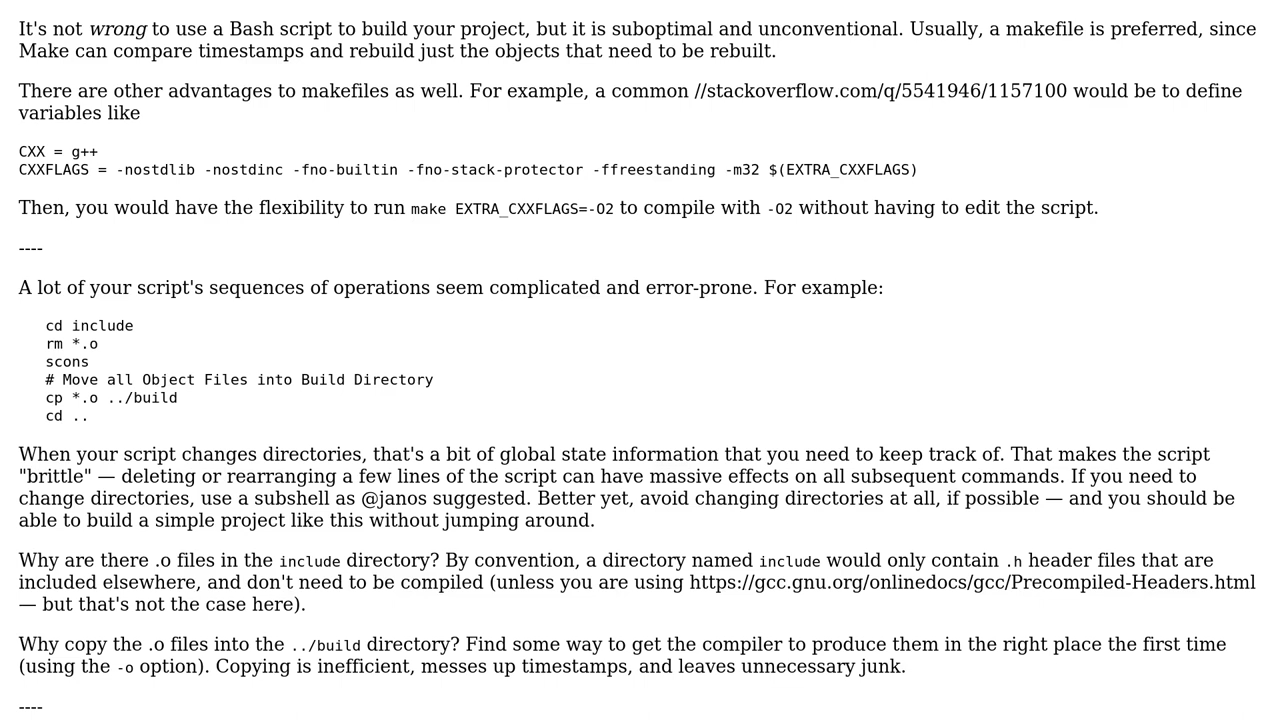 It's not wrong to use a Bash script to build your project, but it is suboptimal and unconventional. Usually, a makefile is preferred, since
Make can compare timestamps and rebuild just the objects that need to be rebuilt.
There are other advantages to makefiles as well. For example, a common //stackoverflow.com/q/5541946/1157100 would be to define
variables like
CXX = g++
CXXFLAGS = -nostdlib -nostdinc -fno-builtin -fno-stack-protector -ffreestanding -m32 $(EXTRA_CXXFLAGS)
Then, you would have the flexibility to run make EXTRA_CXXFLAGS=-O2 to compile with -O2 without having to edit the script.
----
A lot of your script's sequences of operations seem complicated and error-prone. For example:
cd include
rm *.o
scons
# Move all Object Files into Build Directory
cp *.o ../build
cd ..
When your script changes directories, that's a bit of global state information that you need to keep track of. That makes the script
"brittle" — deleting or rearranging a few lines of the script can have massive effects on all subsequent commands. If you need to
change directories, use a subshell as @janos suggested. Better yet, avoid changing directories at all, if possible — and you should be
able to build a simple project like this without jumping around.
Why are there .o files in the include directory? By convention, a directory named include would only contain .h header files that are
included elsewhere, and don't need to be compiled (unless you are using https://gcc.gnu.org/onlinedocs/gcc/Precompiled-Headers.html
— but that's not the case here).
Why copy the .o files into the ../build directory? Find some way to get the compiler to produce them in the right place the first time
(using the -o option). Copying is inefficient, messes up timestamps, and leaves unnecessary junk.
----